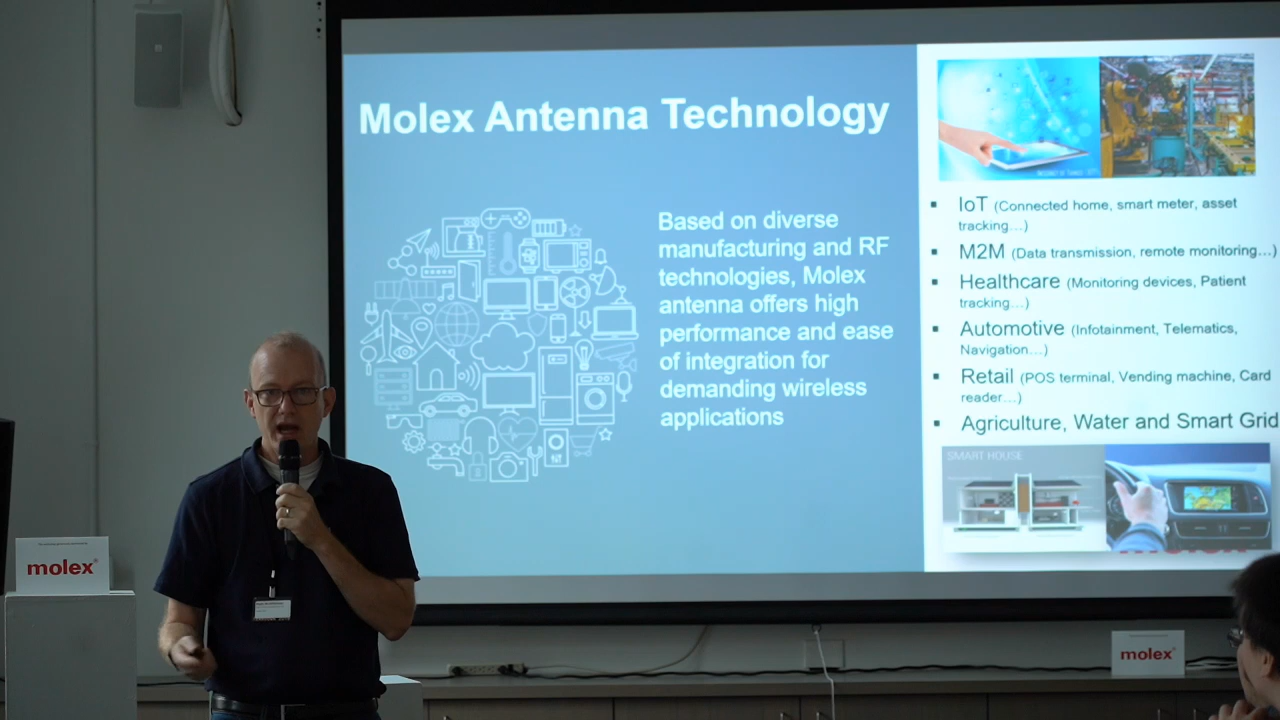 Molex Antenna Technology
Based on diverse
manufacturing and RF
technologies, Molex
antenna offers high
performance and ease
of integration for
demanding wireless
applications
▪ IoT (Connected home, smart meter, asset
tracking…)
▪ M2M (Data transmission, remote monitoring…)
▪ Healthcare (Monitoring devices, Patient
tracking…)
▪ Automotive (Infotainment, Telematics,
Navigation…)
▪ Retail (POS terminal, Vending machine, Card
reader…)
▪ Agriculture, Water and Smart Grid
SMART HOUSE
molex
molex
molex